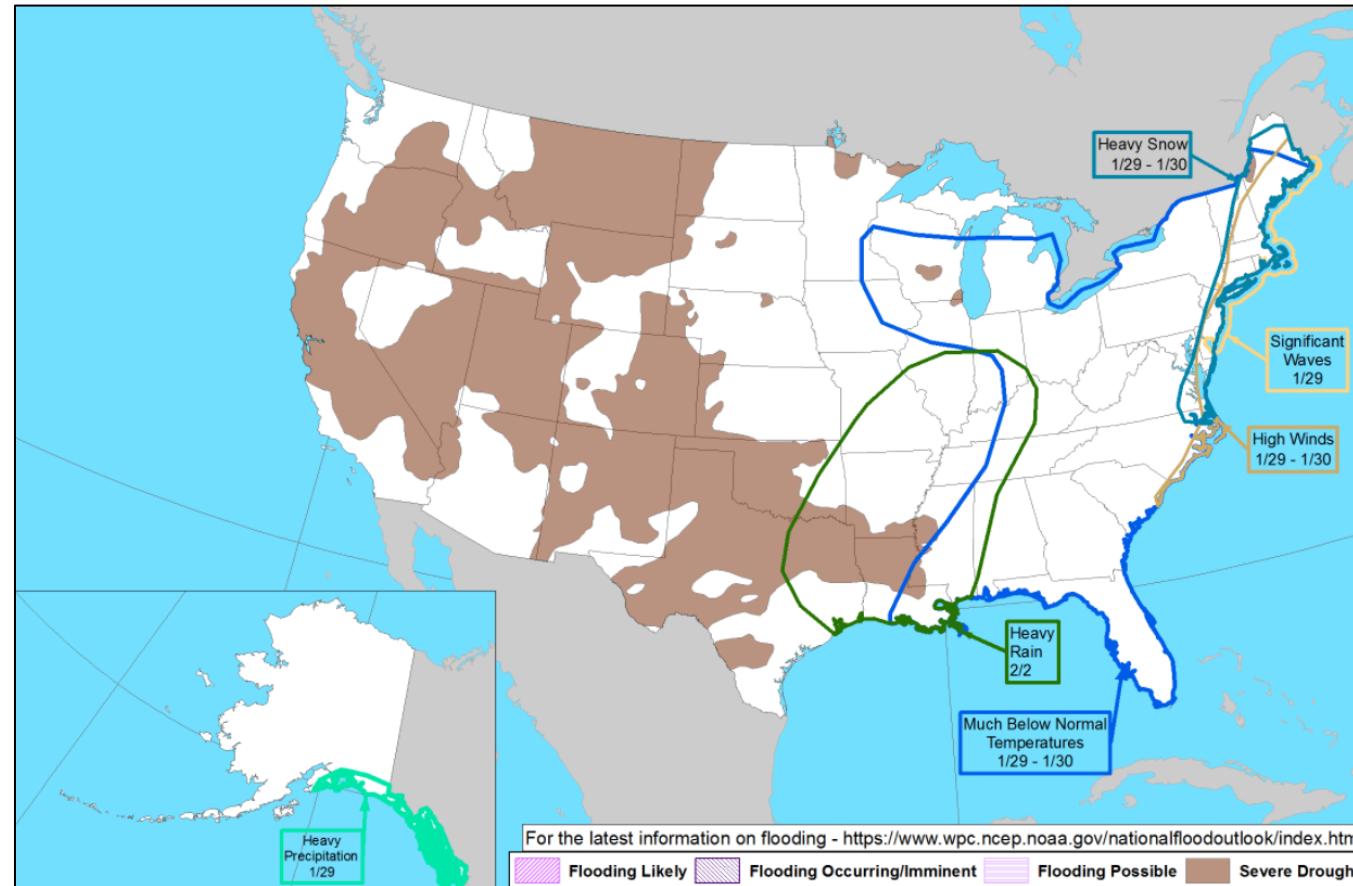 Heavy Snow
1/29 - 1/30
Significant
Waves
1/29
High Winds
1/29 - 1/30
Heavy
Rain
2/2
Much Below Normal
Temperatures
1/29 - 1/30
Heavy
Precipitation
1/29
For the latest information on flooding - https://www.wpc.ncep.noaa.gov/nationalfloodoutlook/index.htm
Flooding Likely Flooding Occurring/Imminent Flooding Possible Severe Drough